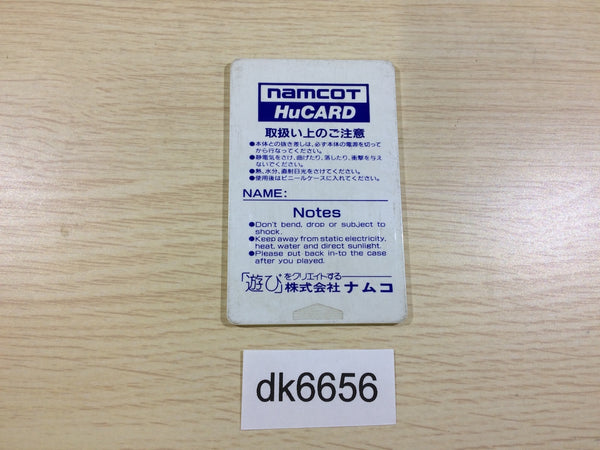 namcoT
HuCARD
取扱い上のご注意
●本体との抜き差しは、必ず本体の電源を切って
から行なってください。
●静電気をさけ、曲げたり、落したり、衝撃を与え
ないでください。
●熱、水分、直射日光をさけてください。
●使用後はビニールケースに入れてください。
NAME:
Notes
●Don't bend, drop or subject to
shock.
●Keep away from static electricity,
heat, water and direct sunlight.
●Please put back in-to the case
after you played.
「遊び」をクリエイトする
株式会社 ナムコ
dk6656